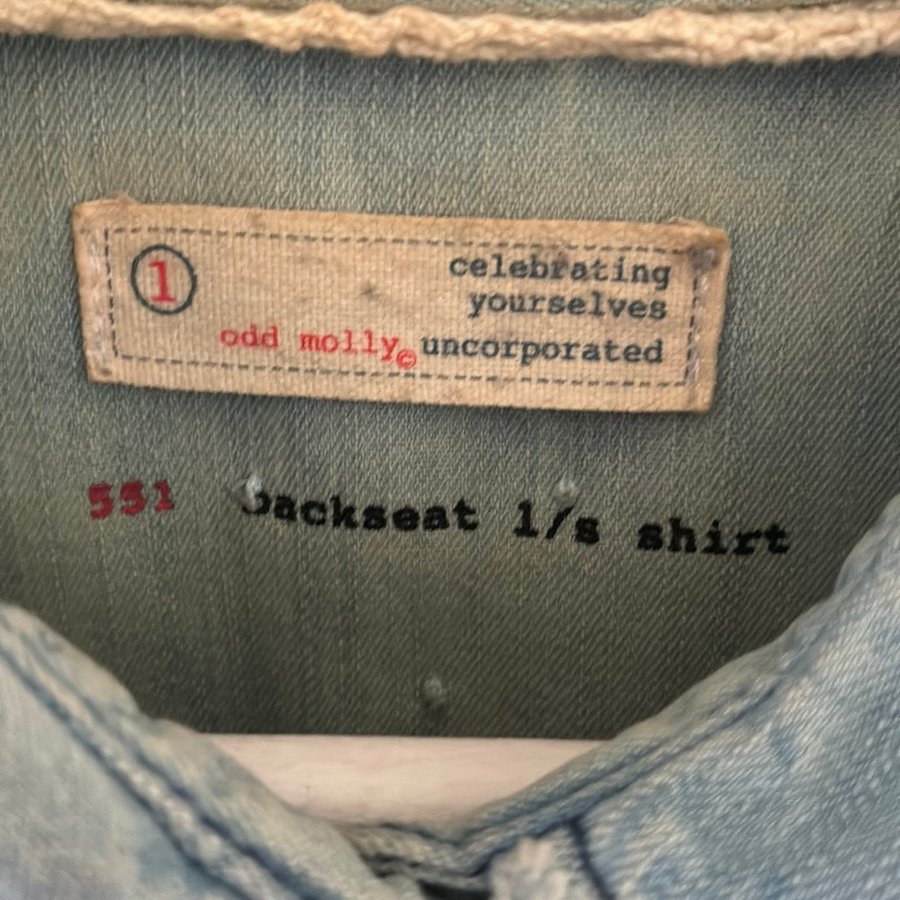 1
celebrating
yourselves
odd molly© uncorporated
551 backseat l/s shirt